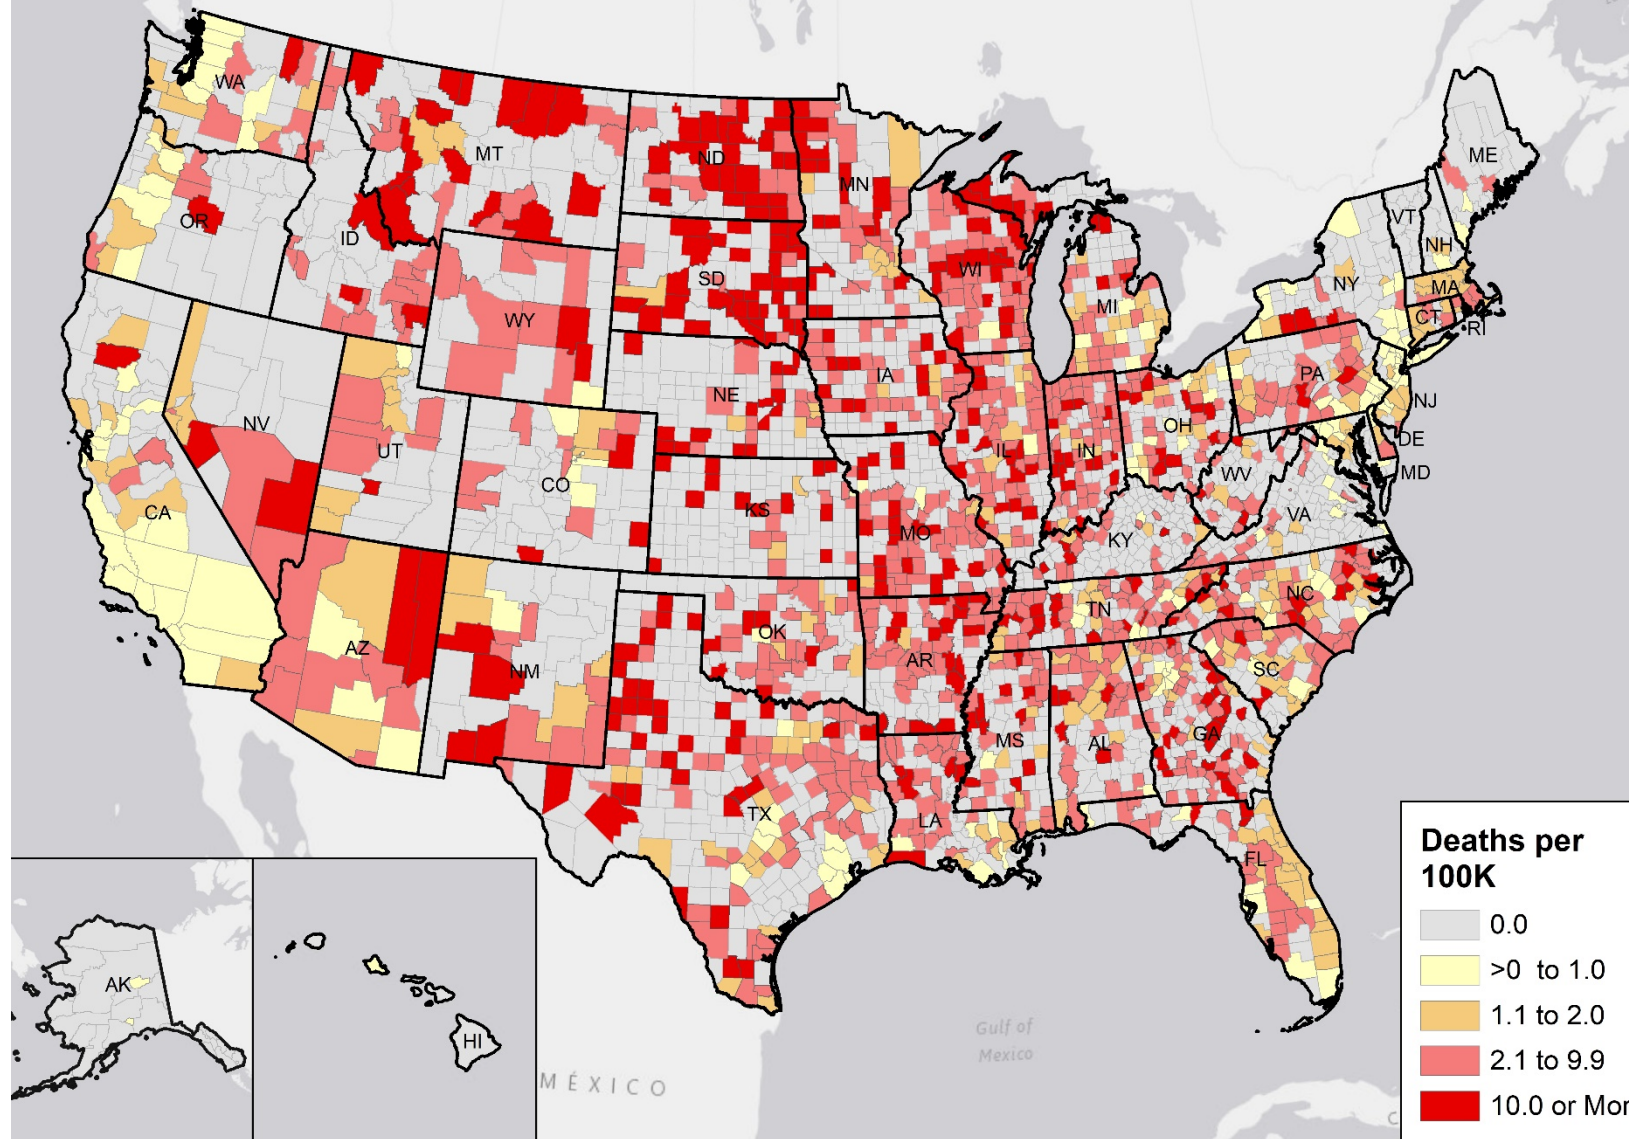 WA
MT
ND
MN
ME
OR
ID
SD
WI
MI
VT
NH
NY
MA
CT
RI
WY
IA
NE
PA
NJ
NV
UT
CO
IL
IN
OH
DE
MD
WV
CA
KS
MO
KY
VA
AZ
NM
OK
AR
TN
NC
SC
MS
AL
GA
TX
LA
FL
AK
HI
Gulf of
Mexico
MÉXICO
Deaths per
100K
0.0
>0 to 1.0
1.1 to 2.0
2.1 to 9.9
10.0 or Mor